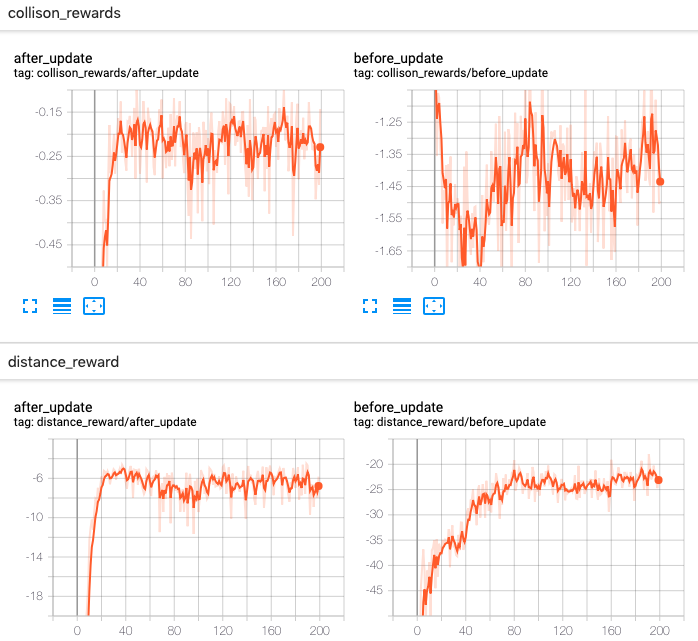 collison_rewards
after_update
tag: collison_rewards/after_update
before_update
tag: collison_rewards/before_update
-0.15
-0.25
-0.35
-0.45
0 40 80 120 160 200
-1.25
-1.35
-1.45
-1.55
-1.65
0 40 80 120 160 200
distance_reward
after_update
tag: distance_reward/after_update
before_update
tag: distance_reward/before_update
-6
-10
-14
-18
0 40 80 120 160 200
-20
-25
-30
-35
-40
-45
0 40 80 120 160 200